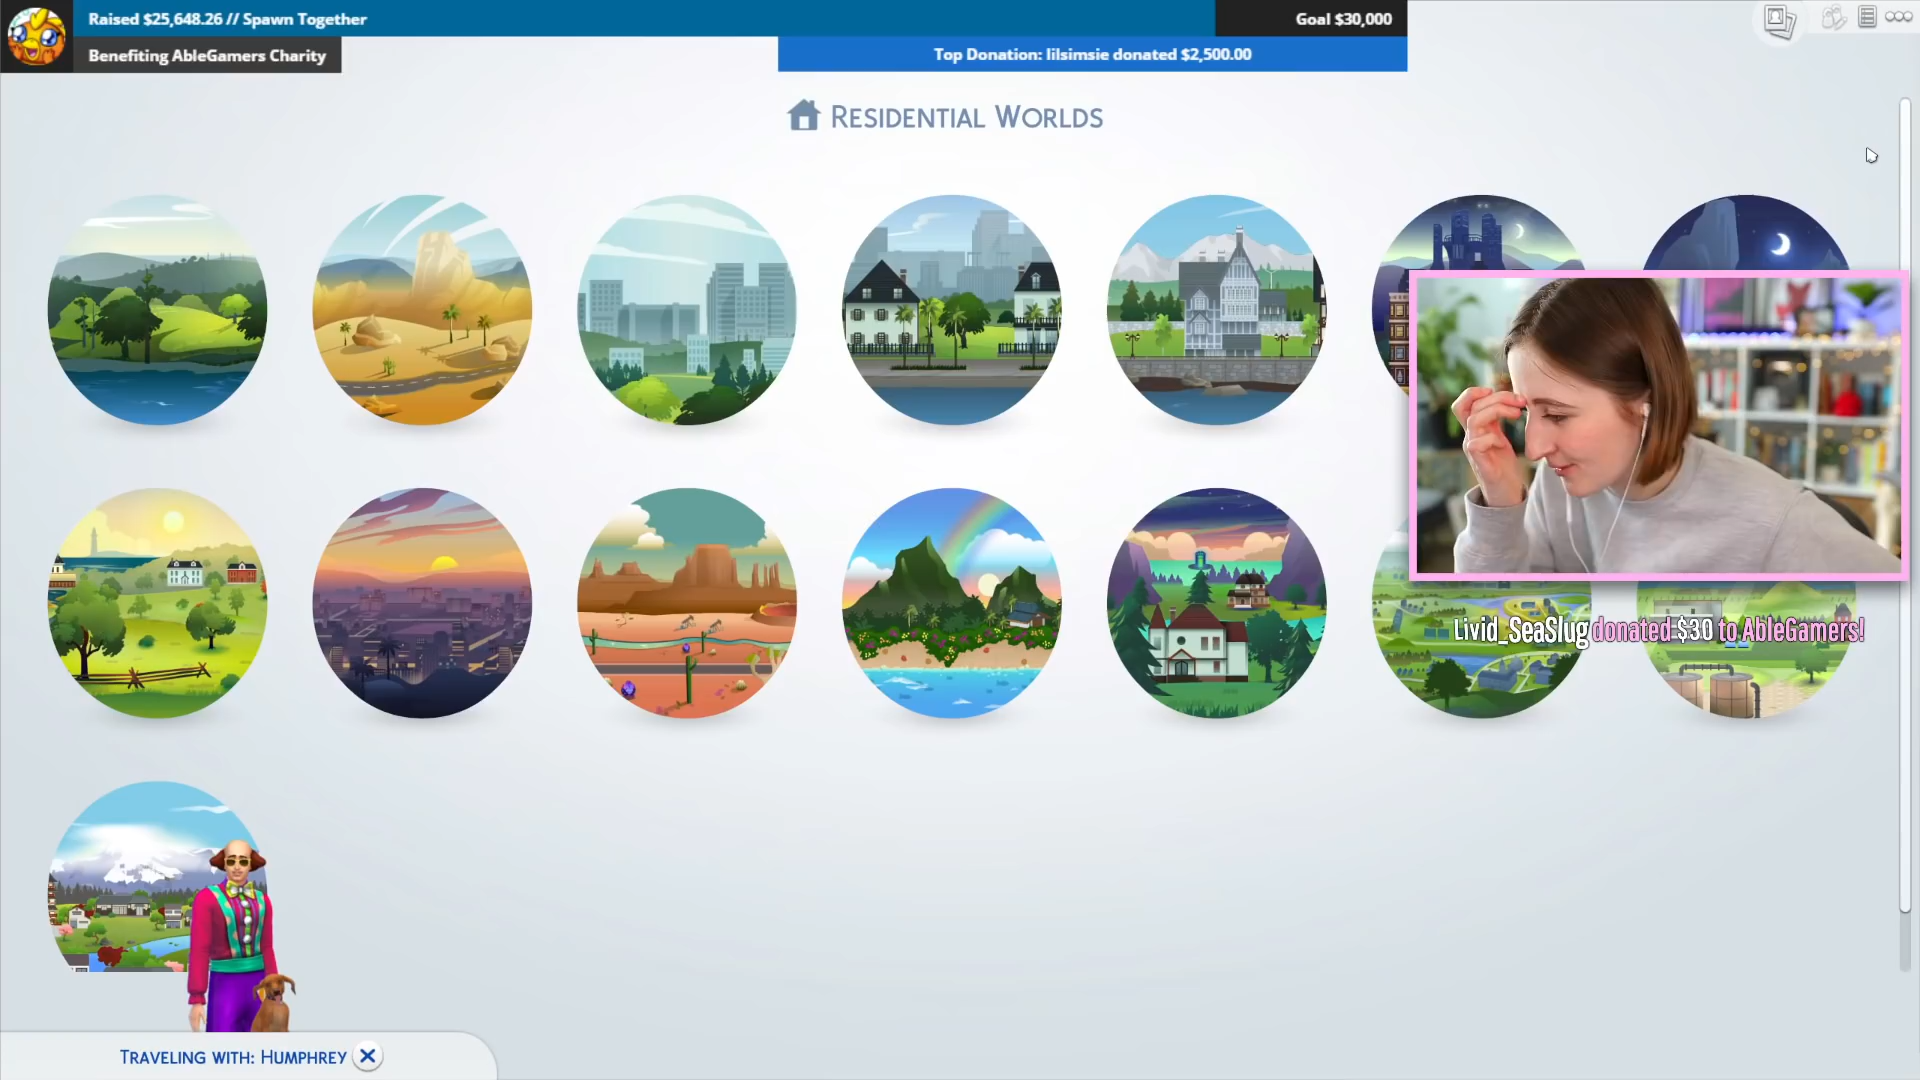 Raised $25,648.26 // Spawn Together
Goal $30,000
Benefiting AbleGamers Charity
Top Donation: lilsimsie donated $2,500.00
Residential Worlds
Livid_SeaSlug donated $30 to AbleGamers!
Traveling with: Humphrey